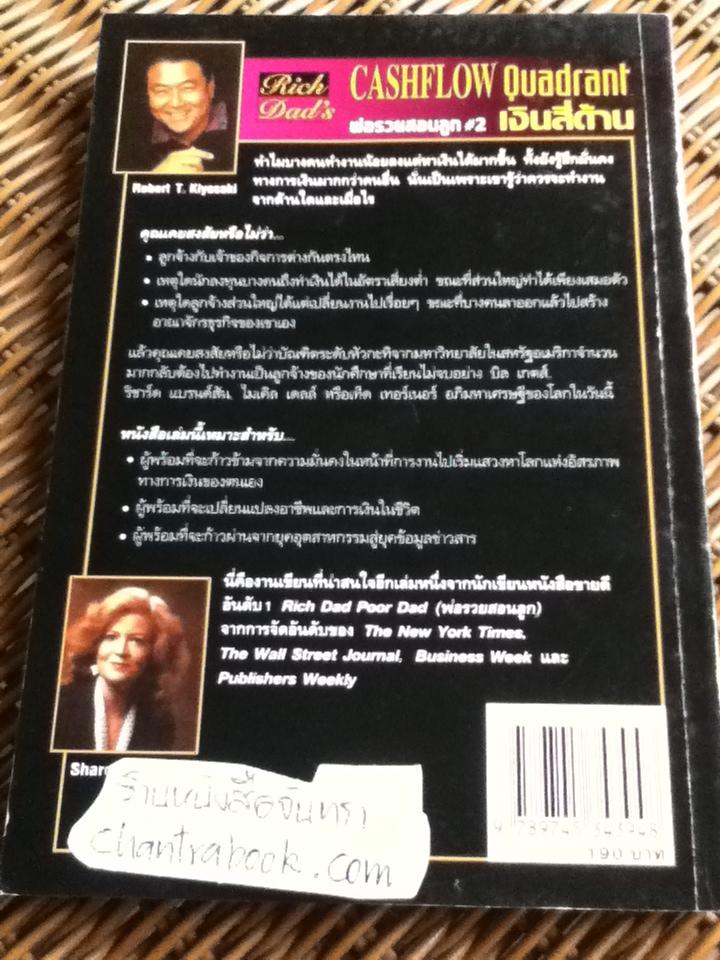 Rich Dad's CASHFLOW Quadrant
พ่อรวยสอนลูก #2 เงินสี่ด้าน
Robert T. Kiyosaki
ทำไมบางคนทำงานน้อยลงแต่หาเงินได้มากขึ้น ทั้งยังรู้สึกมั่นคง
ทางการเงินมากกว่าคนอื่น นั่นเป็นเพราะเขารู้ว่าควรจะทำงาน
จากด้านใดและเมื่อไร
คุณเคยสงสัยหรือไม่ว่า...
• ลูกจ้างกับเจ้าของกิจการต่างกันตรงไหน
• เหตุใดนักลงทุนบางคนถึงทำเงินได้ในอัตราเสี่ยงต่ำ ขณะที่ส่วนใหญ่ทำได้เพียงเสมอตัว
• เหตุใดลูกจ้างส่วนใหญ่ได้แต่เปลี่ยนงานไปเรื่อยๆ ขณะที่บางคนลาออกแล้วไปสร้าง
อาณาจักรธุรกิจของเขาเอง
แล้วคุณเคยสงสัยหรือไม่ว่าบัณฑิตระดับหัวกะทิจากมหาวิทยาลัยในสหรัฐอเมริกาจำนวน
มากกลับต้องไปทำงานเป็นลูกจ้างของนักศึกษาที่เรียนไม่จบอย่าง บิล เกตส์,
ริชาร์ด แบรนด์สัน, ไมเคิล เดลล์ หรือเท็ด เทอร์เนอร์ อภิมหาเศรษฐีของโลกในวันนี้
หนังสือเล่มนี้เหมาะสำหรับ...
• ผู้พร้อมที่จะก้าวข้ามจากความมั่นคงในหน้าที่การงานไปเริ่มแสวงหาโลกแห่งอิสรภาพ
ทางการเงินของตนเอง
• ผู้พร้อมที่จะเปลี่ยนแปลงอาชีพและการเงินในชีวิต
• ผู้พร้อมที่จะก้าวผ่านจากยุคอุตสาหกรรมสู่ยุคข้อมูลข่าวสาร
นี่คืองานเขียนที่น่าสนใจอีกเล่มหนึ่งจากนักเขียนหนังสือขายดี
อันดับ 1 Rich Dad Poor Dad (พ่อรวยสอนลูก)
จากการจัดอันดับของ The New York Times,
The Wall Street Journal, Business Week และ
Publishers Weekly
ร้านหนังสือจันทรา
chantrabook.com
9 789745 343948
190 บาท